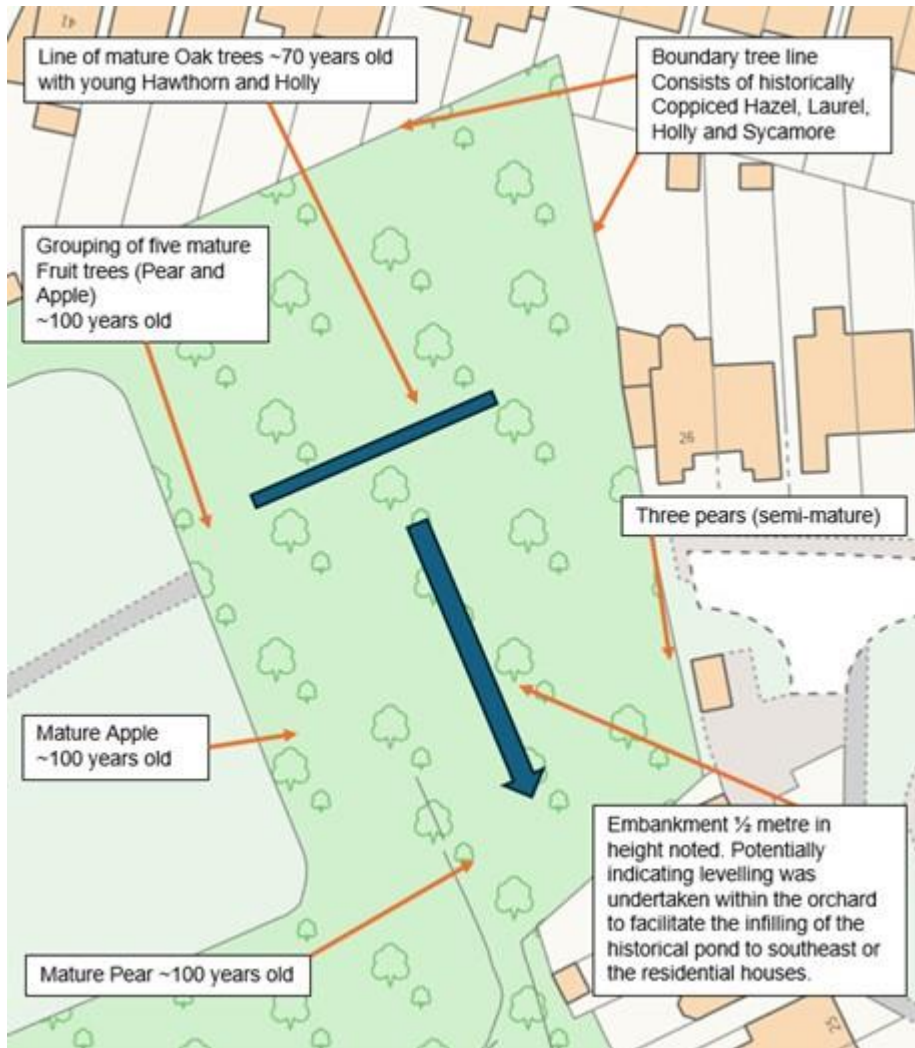 41
Line of mature Oak trees ~70 years old
with young Hawthorn and Holly
Boundary tree line
Consists of historically
Coppiced Hazel, Laurel,
Holly and Sycamore
Grouping of five mature
Fruit trees (Pear and
Apple)
~100 years old
26
Three pears (semi-mature)
Mature Apple
~100 years old
Embankment ½ metre in
height noted. Potentially
indicating levelling was
undertaken within the orchard
to facilitate the infilling of the
historical pond to southeast or
the residential houses.
Mature Pear ~100 years old
25